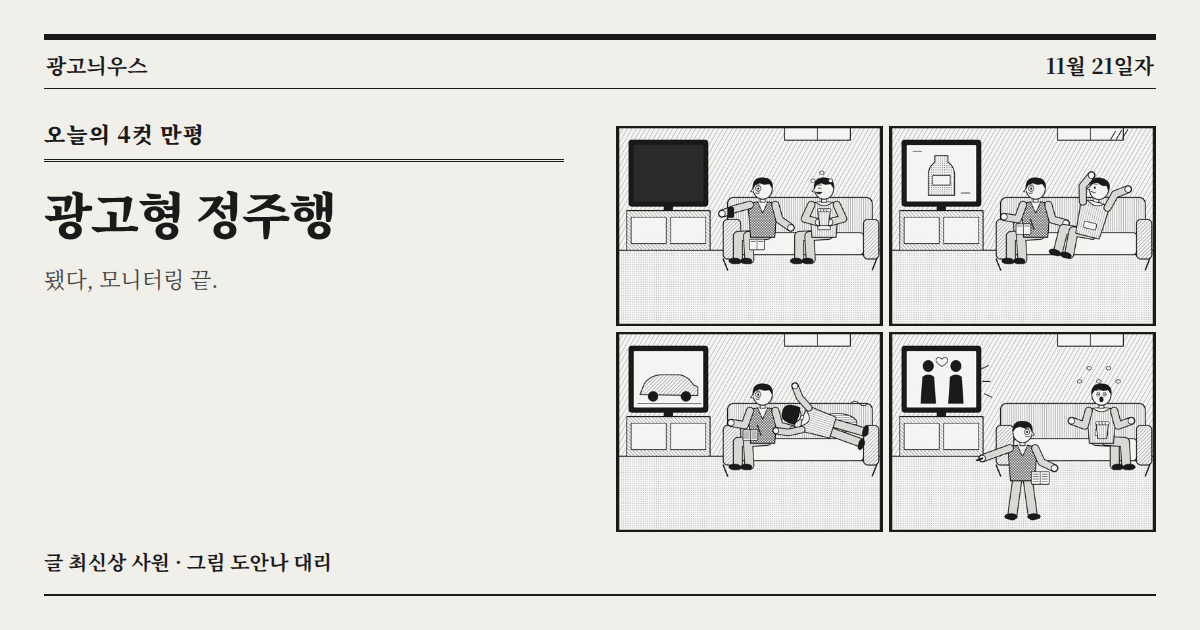 광고늬우스
11월 21일자
오늘의 4컷 만평
광고형 정주행
됐다, 모니터링 끝.
글 최신상 사원 · 그림 도안나 대리